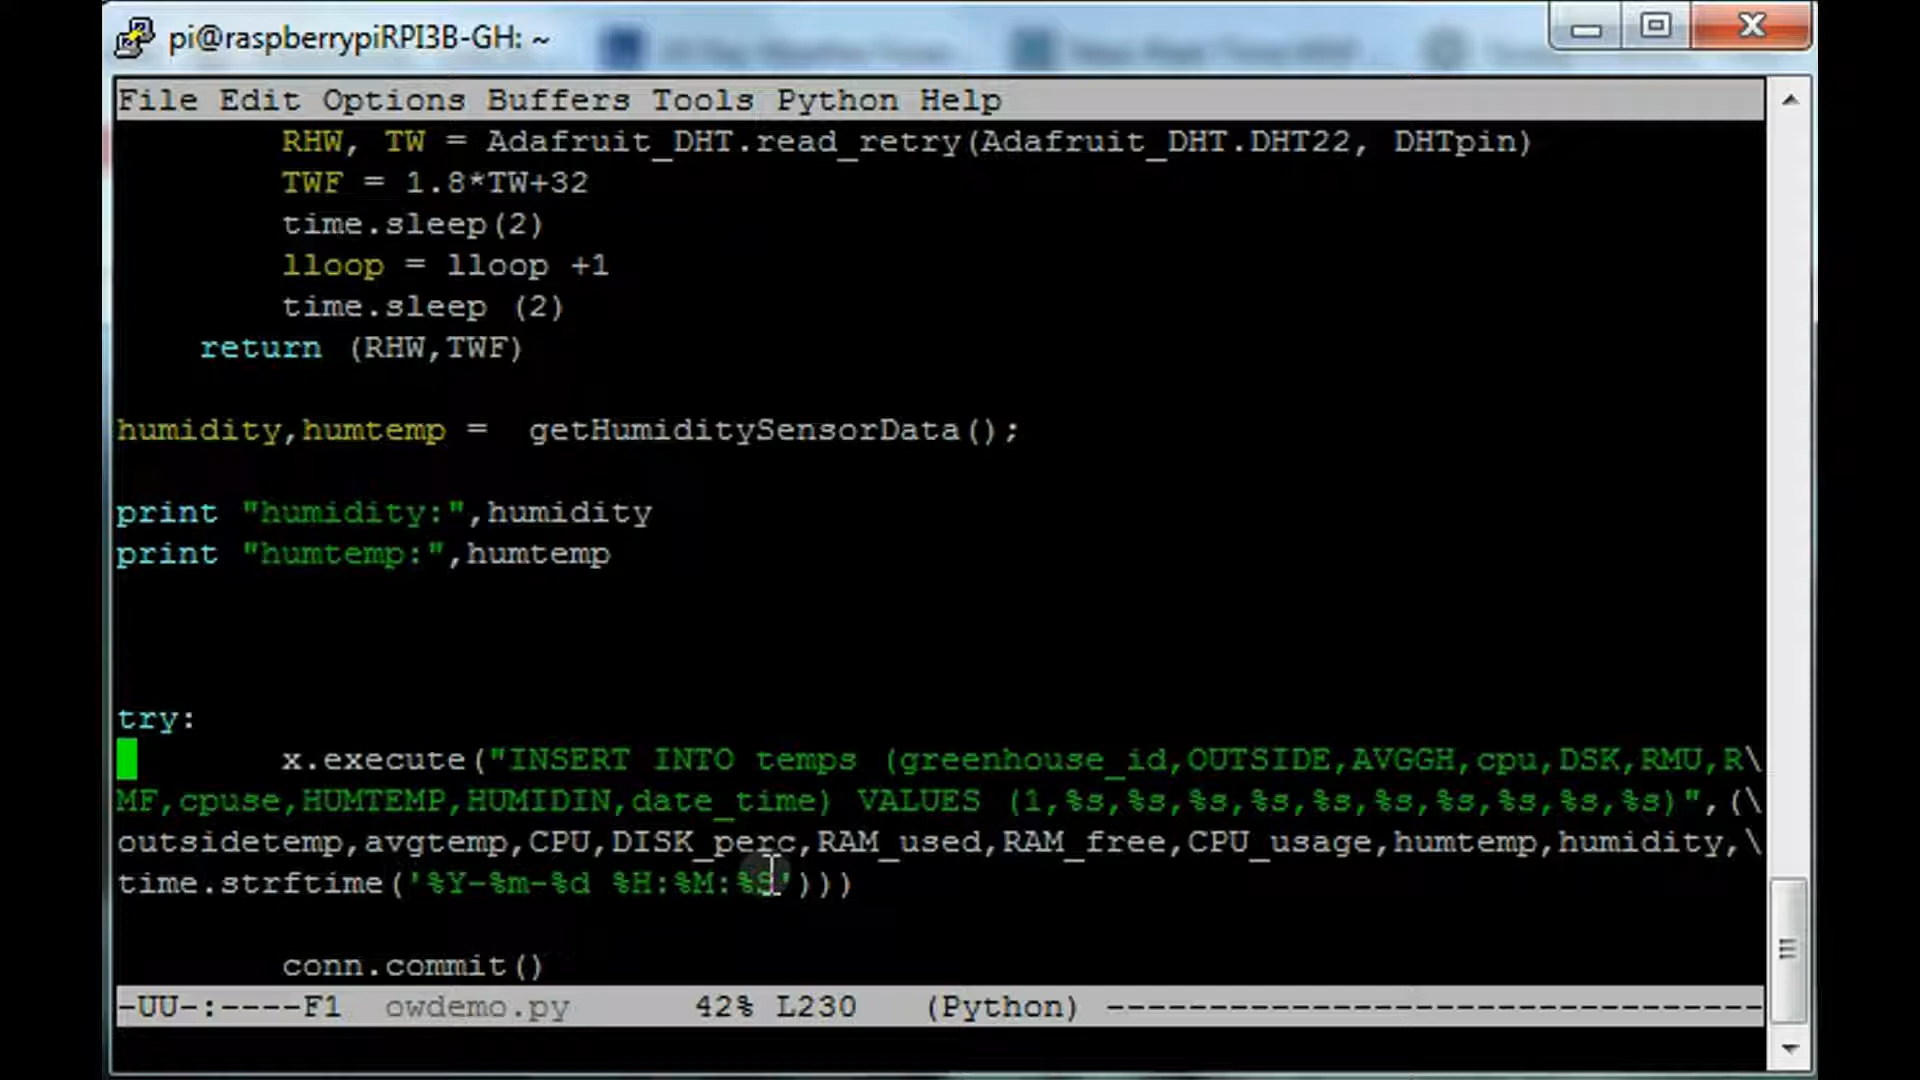 pi@raspberrypiRPI3B-GH: ~
File Edit Options Buffers Tools Python Help
RHW, TW = Adafruit_DHT.read_retry(Adafruit_DHT.DHT22, DHTpin)
TWF = 1.8*TW+32
time.sleep(2)
lloop = lloop +1
time.sleep (2)
return (RHW,TWF)
humidity,humtemp =  getHumiditySensorData();
print "humidity:",humidity
print "humtemp:",humtemp
try:
x.execute("INSERT INTO temps (greenhouse_id,OUTSIDE,AVGGH,cpu,DSK,RMU,R\
MF,cpuse,HUMTEMP,HUMIDIN,date_time) VALUES (1,%s,%s,%s,%s,%s,%s,%s,%s,%s,%s)",(\
outsidetemp,avgtemp,CPU,DISK_perc,RAM_used,RAM_free,CPU_usage,humtemp,humidity,\
time.strftime('%Y-%m-%d %H:%M:%S')))
conn.commit()
-UU-:----F1  owdemo.py      42% L230   (Python) --------------------------------